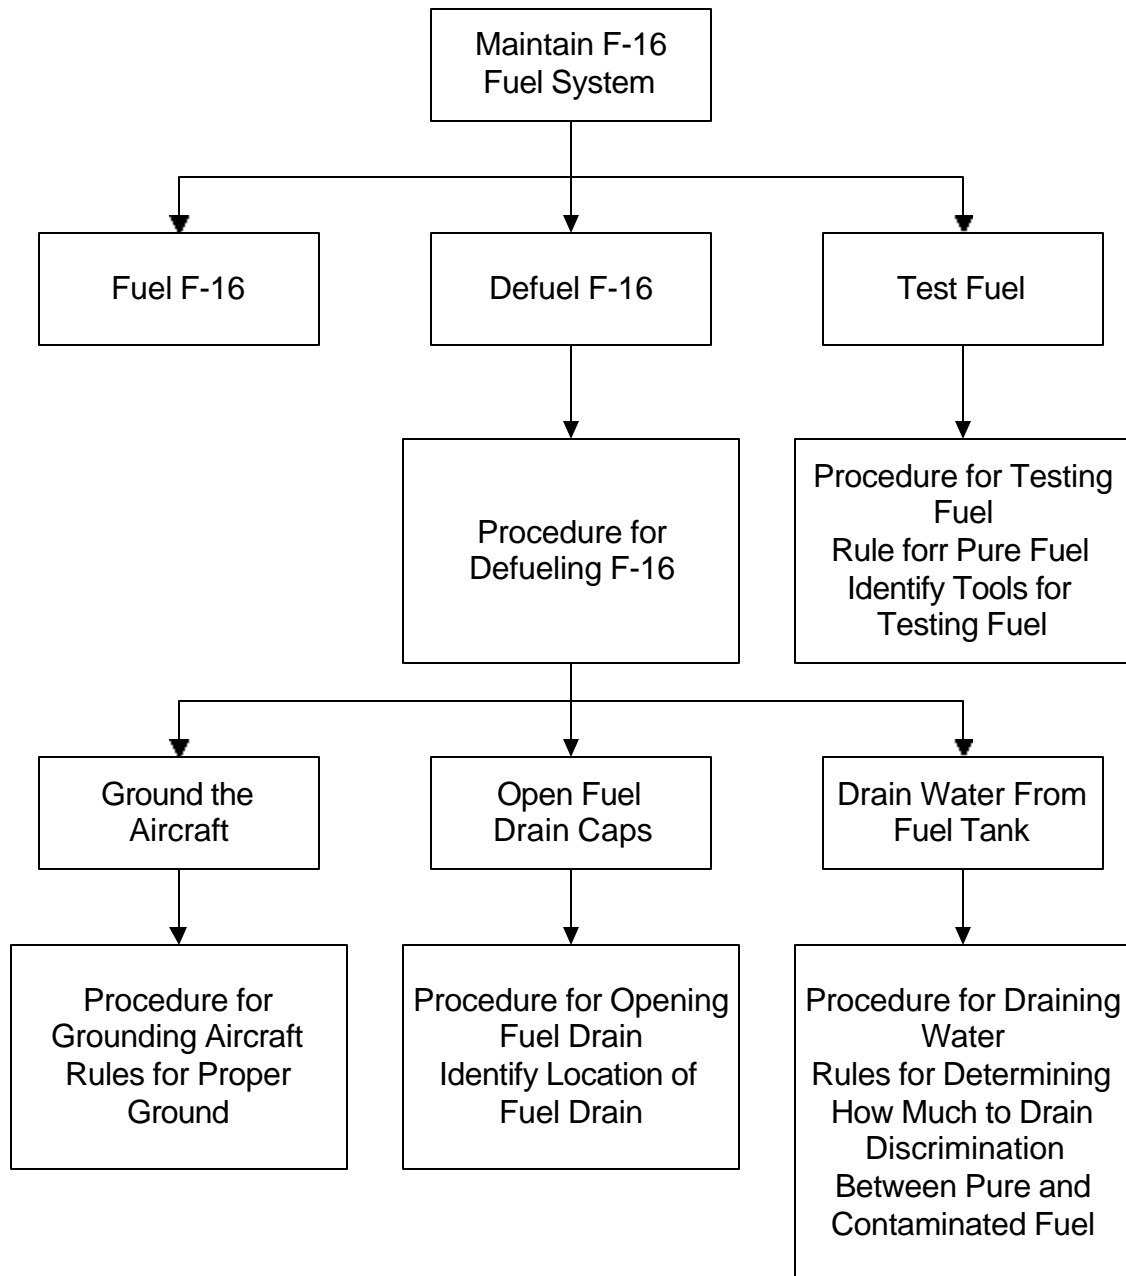 Maintain F-16
Fuel System
Fuel F-16
Defuel F-16
Test Fuel
Procedure for
Defueling F-16
Procedure for Testing
Fuel
Rule forr Pure Fuel
Identify Tools for
Testing Fuel
Ground the
Aircraft
Open Fuel
Drain Caps
Drain Water From
Fuel Tank
Procedure for
Grounding Aircraft
Rules for Proper
Ground
Procedure for Opening
Fuel Drain
Identify Location of
Fuel Drain
Procedure for Draining
Water
Rules for Determining
How Much to Drain
Discrimination
Between Pure and
Contaminated Fuel